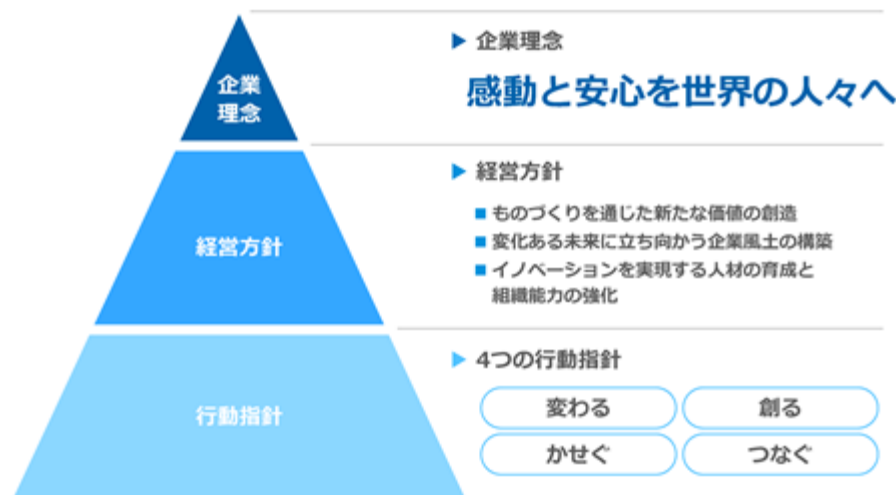 企業
理念
▶ 企業理念
感動と安心を世界の人々へ
経営方針
▶ 経営方針
■ ものづくりを通じた新たな価値の創造
■ 変化ある未来に立ち向かう企業風土の構築
■ イノベーションを実現する人材の育成と
組織能力の強化
行動指針
▶ 4つの行動指針
変わる 創る
かせぐ つなぐ